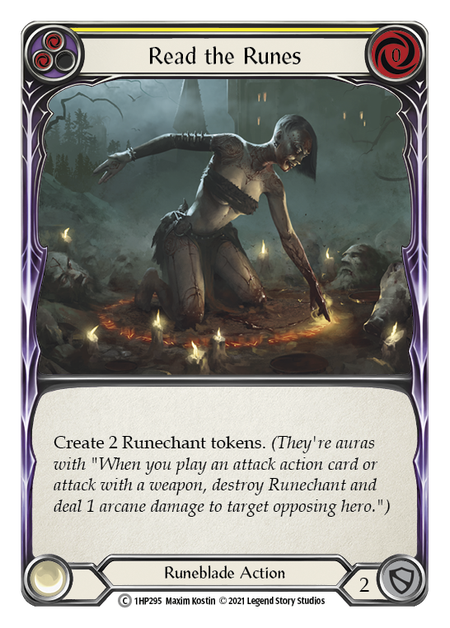 Read the Runes
0
Create 2 Runechant tokens. (They're auras
with "When you play an attack action card or
attack with a weapon, destroy Runechant and
deal 1 arcane damage to target opposing hero.")
Runeblade Action
2
C 1HP295 Maxim Kostin © 2021 Legend Story Studios